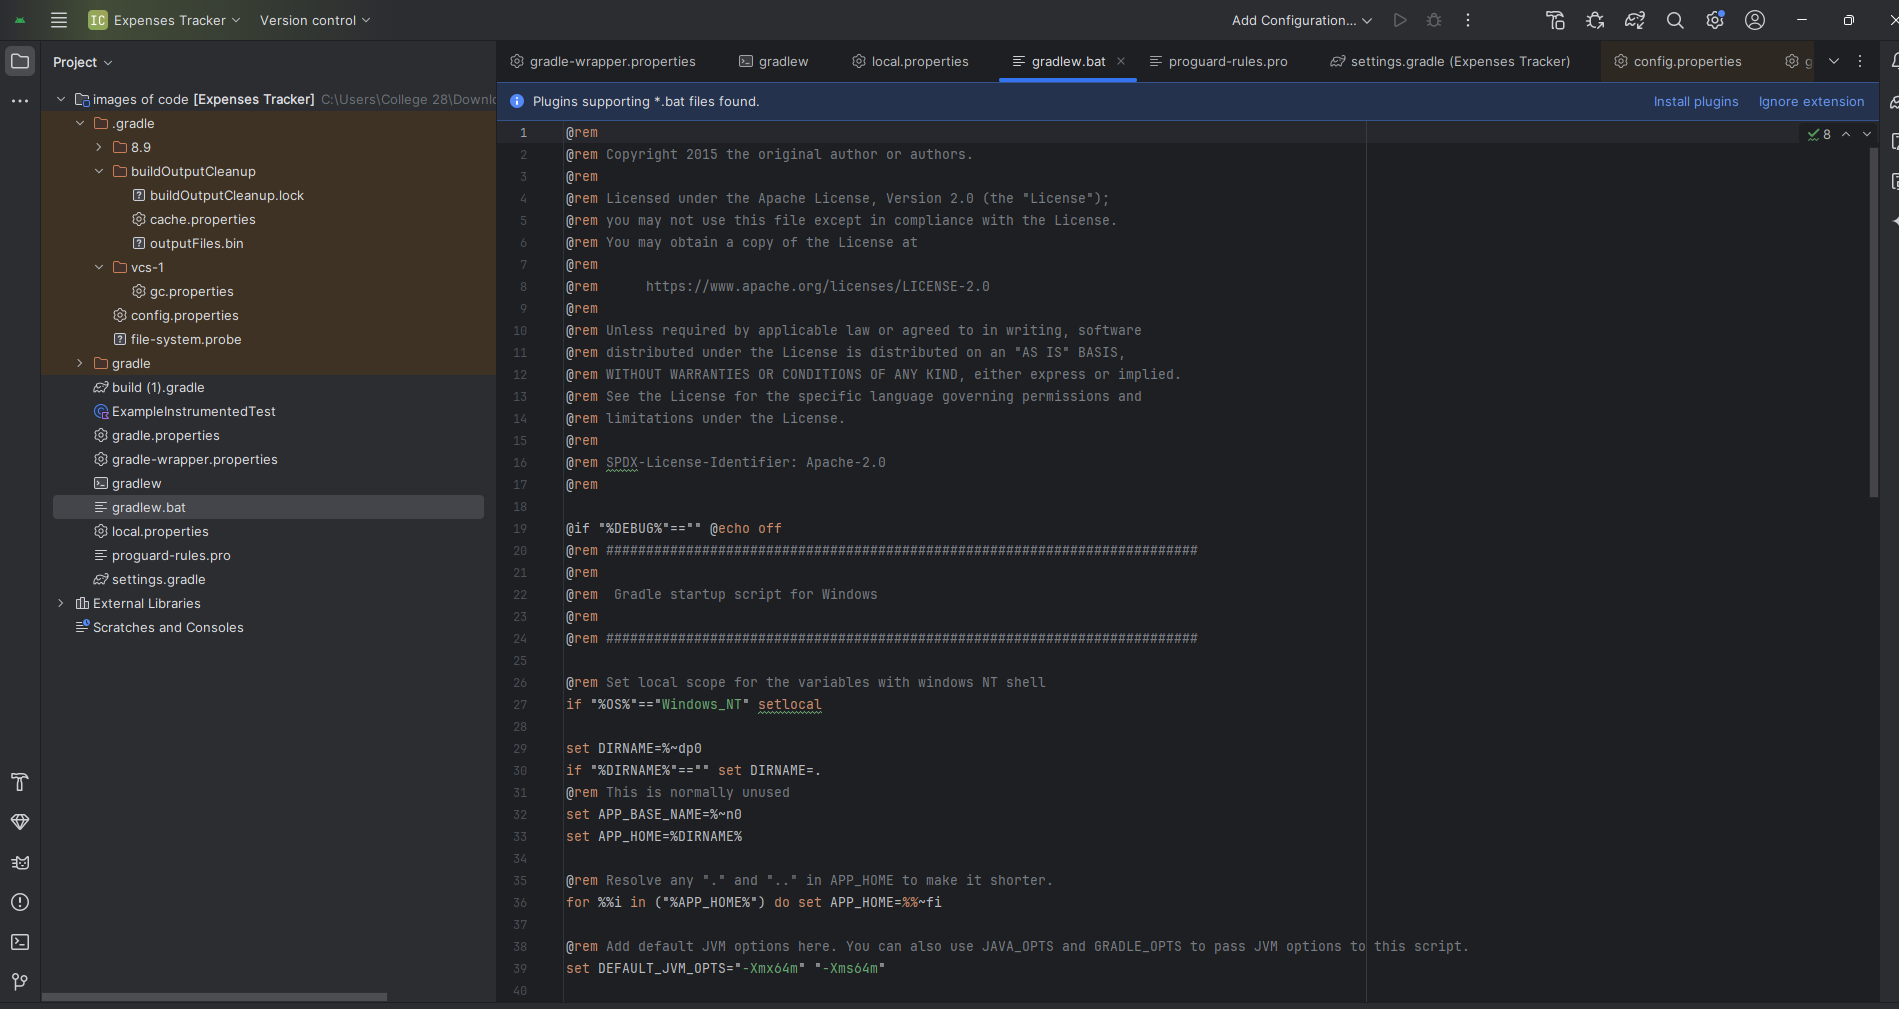 IC Expenses Tracker Version control Add Configuration...
Project
images of code [Expenses Tracker] C:\Users\College 28\Downlo
.gradle
8.9
buildOutputCleanup
buildOutputCleanup.lock
cache.properties
outputFiles.bin
vcs-1
gc.properties
config.properties
file-system.probe
gradle
build (1).gradle
ExampleInstrumentedTest
gradle.properties
gradle-wrapper.properties
gradlew
gradlew.bat
local.properties
proguard-rules.pro
settings.gradle
External Libraries
Scratches and Consoles
gradle-wrapper.properties gradlew local.properties gradlew.bat proguard-rules.pro settings.gradle (Expenses Tracker) config.properties g
Plugins supporting *.bat files found. Install plugins Ignore extension
8
1 @rem
2 @rem Copyright 2015 the original author or authors.
3 @rem
4 @rem Licensed under the Apache License, Version 2.0 (the "License");
5 @rem you may not use this file except in compliance with the License.
6 @rem You may obtain a copy of the License at
7 @rem
8 @rem      https://www.apache.org/licenses/LICENSE-2.0
9 @rem
10 @rem Unless required by applicable law or agreed to in writing, software
11 @rem distributed under the License is distributed on an "AS IS" BASIS,
12 @rem WITHOUT WARRANTIES OR CONDITIONS OF ANY KIND, either express or implied.
13 @rem See the License for the specific language governing permissions and
14 @rem limitations under the License.
15 @rem
16 @rem SPDX-License-Identifier: Apache-2.0
17 @rem
18
19 @if "%DEBUG%"=="" @echo off
20 @rem ##########################################################################
21 @rem
22 @rem  Gradle startup script for Windows
23 @rem
24 @rem ##########################################################################
25
26 @rem Set local scope for the variables with windows NT shell
27 if "%OS%"=="Windows_NT" setlocal
28
29 set DIRNAME=%~dp0
30 if "%DIRNAME%"=="" set DIRNAME=.
31 @rem This is normally unused
32 set APP_BASE_NAME=%~n0
33 set APP_HOME=%DIRNAME%
34
35 @rem Resolve any "." and ".." in APP_HOME to make it shorter.
36 for %%i in ("%APP_HOME%") do set APP_HOME=%%~fi
37
38 @rem Add default JVM options here. You can also use JAVA_OPTS and GRADLE_OPTS to pass JVM options to this script.
39 set DEFAULT_JVM_OPTS="-Xmx64m" "-Xms64m"
40